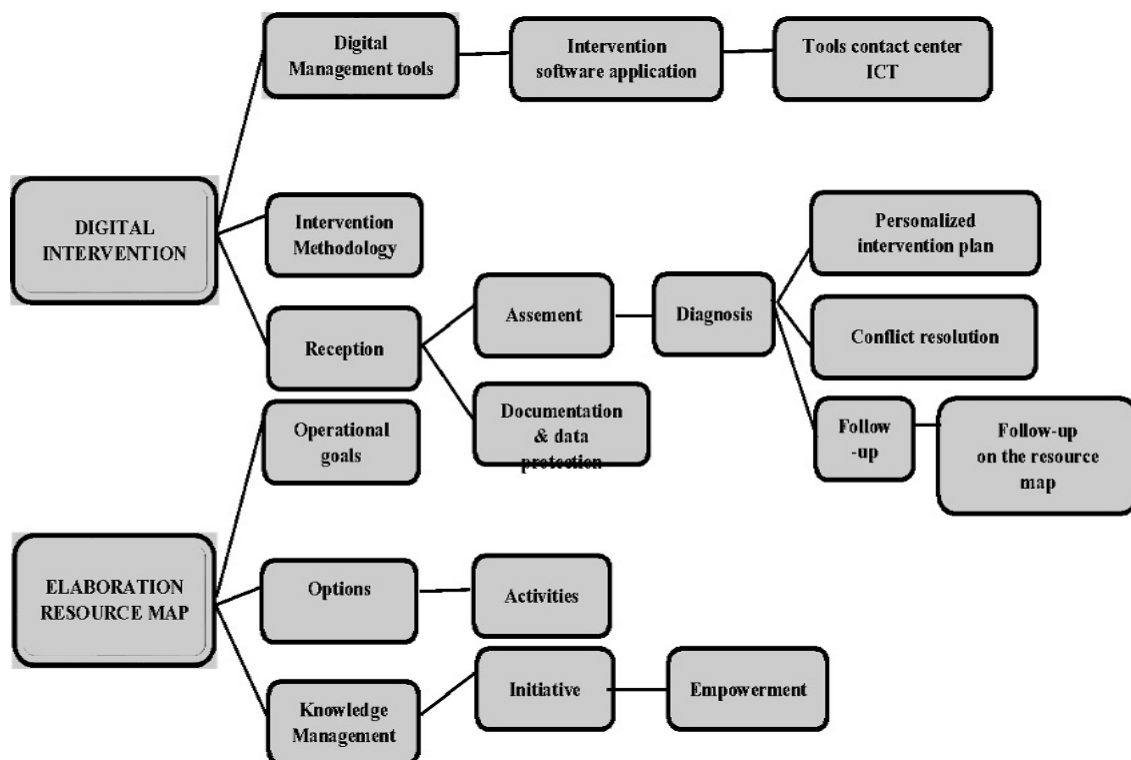 Digital
Management tools
Intervention
software application
Tools contact center
ICT
DIGITAL
INTERVENTION
Intervention
Methodology
Reception
Assement
Documentation
& data
protection
Diagnosis
Personalized
intervention plan
Conflict resolution
Follow
-up
Follow-up
on the resource
map
ELABORATION
RESOURCE MAP
Operational
goals
Options
Activities
Knowledge
Management
Initiative
Empowerment